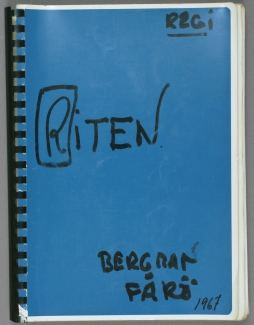 REGI
RITEN.
BERGMAN
FÅRÖ
1967